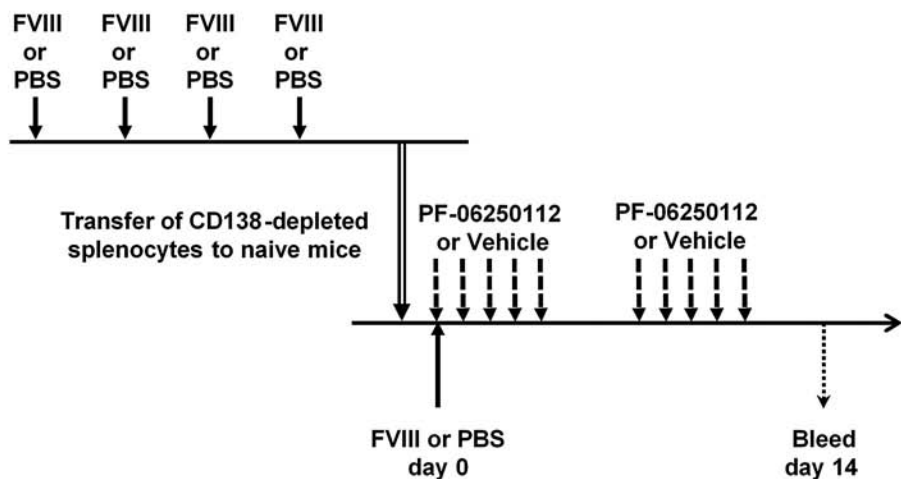 FVIII FVIII FVIII FVIII
or or or or
PBS PBS PBS PBS
Transfer of CD138-depleted
splenocytes to naive mice
PF-06250112
or Vehicle
PF-06250112
or Vehicle
FVIII or PBS
day 0
Bleed
day 14